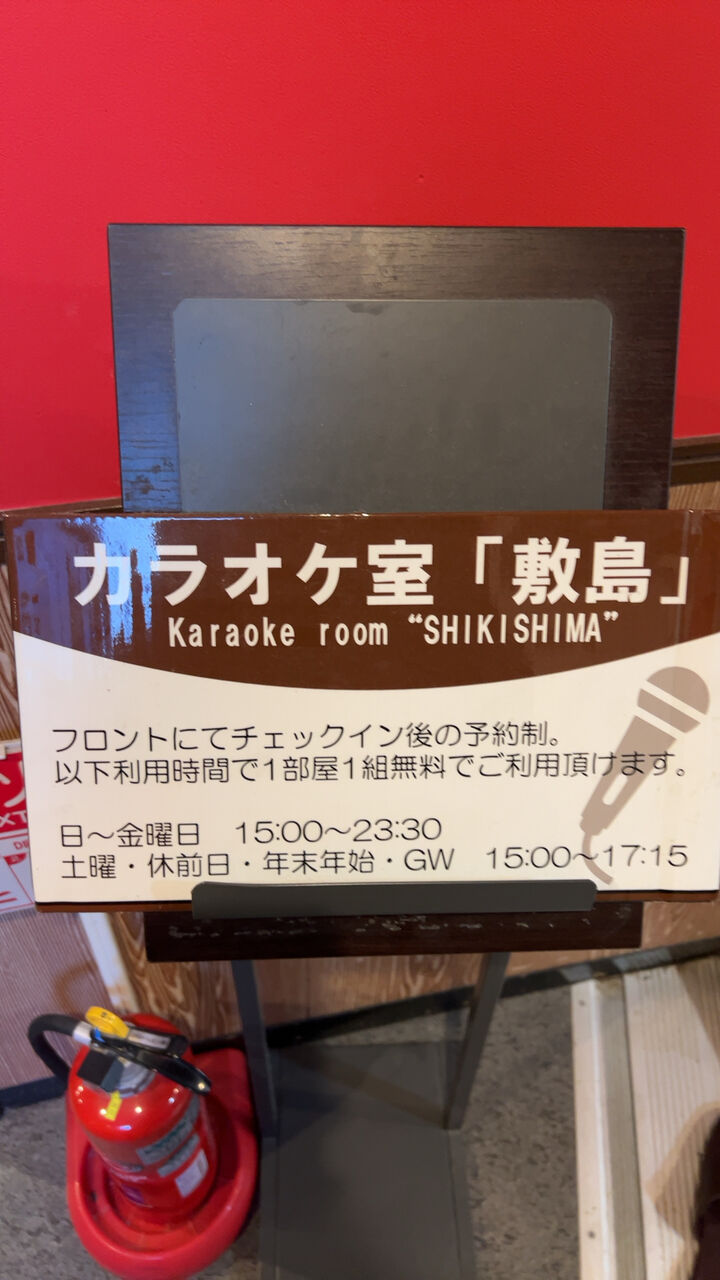 カラオケ室「敷島」
Karaoke room “SHIKISHIMA”
フロントにてチェックイン後の予約制。
以下利用時間で1部屋1組無料でご利用頂けます。
日～金曜日 15:00～23:30
土曜・休前日・年末年始・GW 15:00～17:15